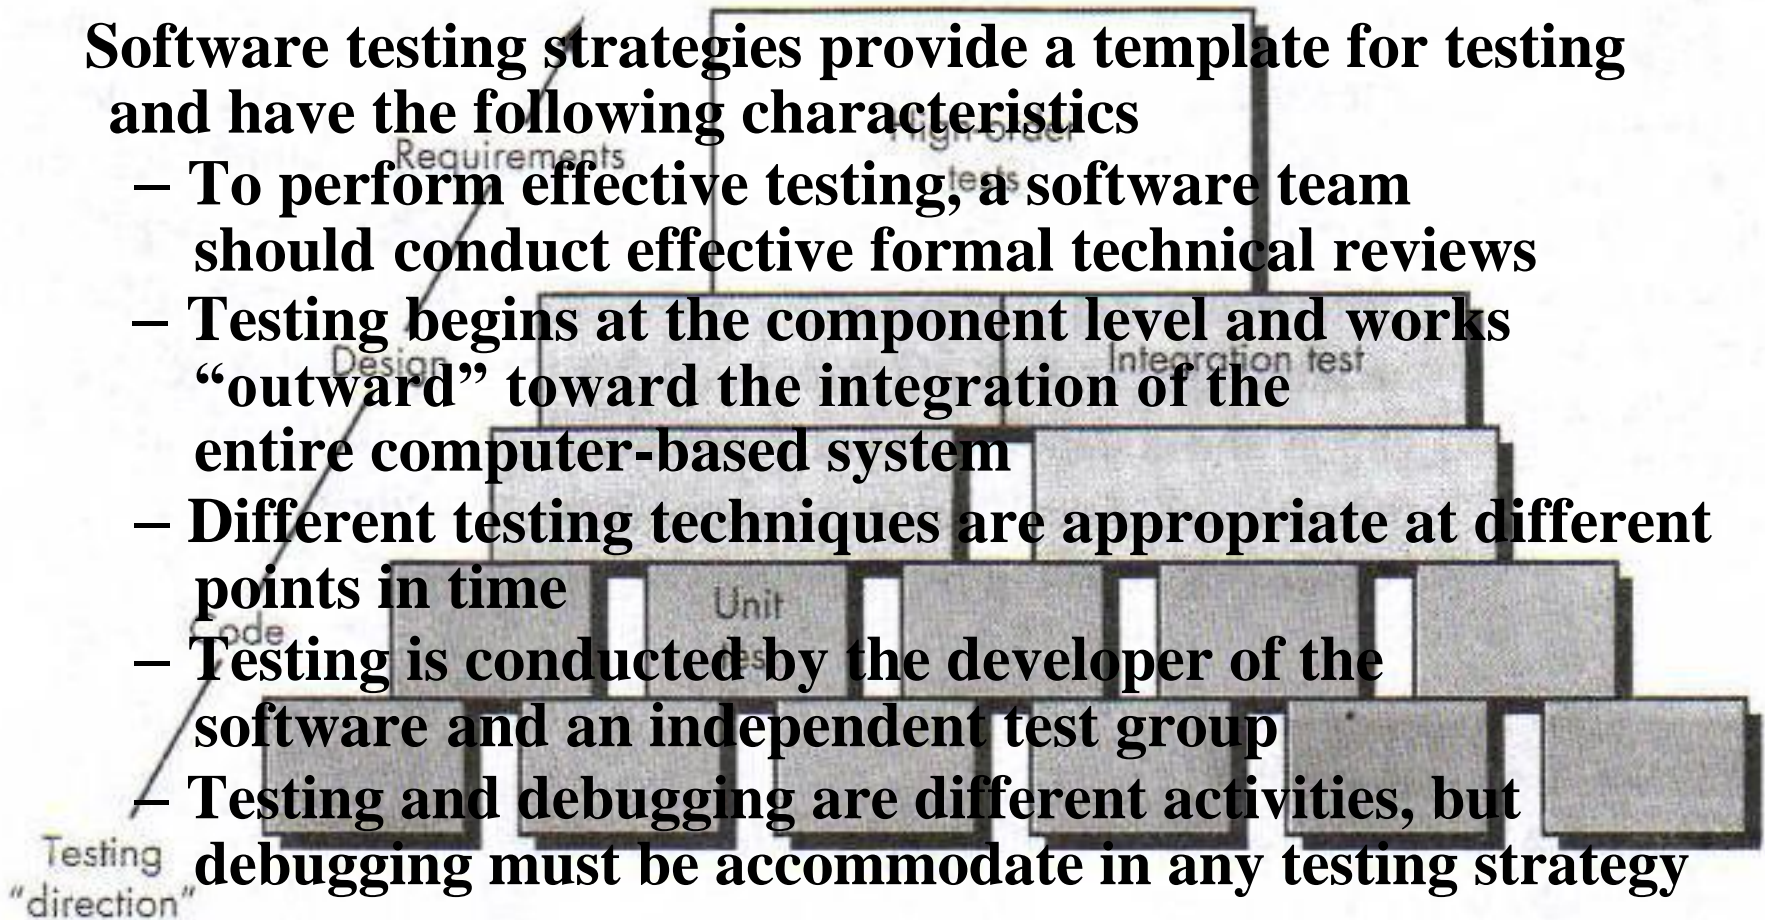 Software testing strategies provide a template for testing
and have the following characteristics
– To perform effective testing, a software team
should conduct effective formal technical reviews
– Testing begins at the component level and works
“outward” toward the integration of the
entire computer-based system
– Different testing techniques are appropriate at different
points in time
– Testing is conducted by the developer of the
software and an independent test group
– Testing and debugging are different activities, but
debugging must be accommodate in any testing strategy
High-order
tests
Requirements
Integration test
Design
Unit
test
Code
Testing
"direction"